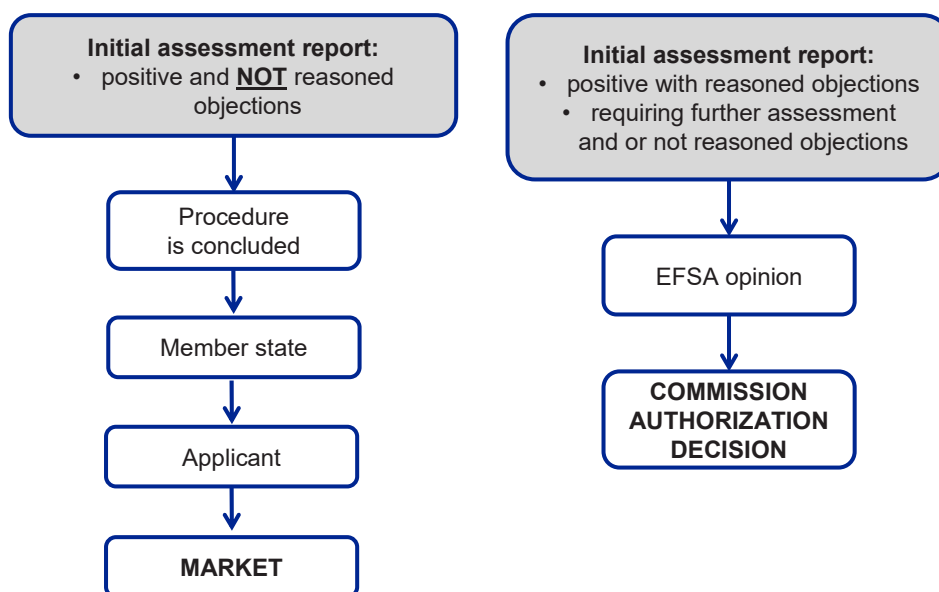 Initial assessment report:
• positive and NOT reasoned
objections
Procedure
is concluded
Member state
Applicant
MARKET
Initial assessment report:
• positive with reasoned objections
• requiring further assessment
and or not reasoned objections
EFSA opinion
COMMISSION
AUTHORIZATION
DECISION